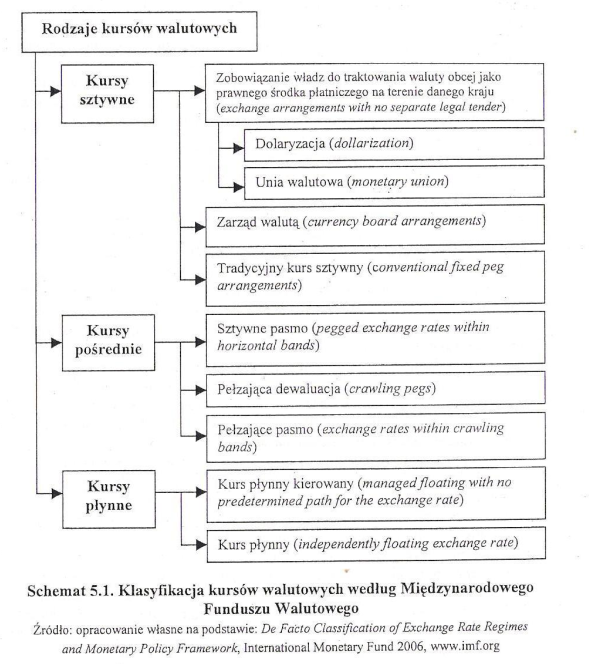 Rodzaje kursów walutowych
Kursy
sztywne
Zobowiązanie władz do traktowania waluty obcej jako
prawnego środka płatniczego na terenie danego kraju
(exchange arrangements with no separate legal tender)
Dolaryzacja (dollarization)
Unia walutowa (monetary union)
Zarząd walutą (currency board arrangements)
Tradycyjny kurs sztywny (conventional fixed peg
arrangements)
Kursy
pośrednie
Sztywne pasmo (pegged exchange rates within
horizontal bands)
Pełzająca dewaluacja (crawling pegs)
Pełzające pasmo (exchange rates within crawling
bands)
Kursy
płynne
Kurs płynny kierowany (managed floating with no
predetermined path for the exchange rate)
Kurs płynny (independently floating exchange rate)
Schemat 5.1. Klasyfikacja kursów walutowych według Międzynarodowego
Funduszu Walutowego
Źródło: opracowanie własne na podstawie: De Facto Classification of Exchange Rate Regimes
and Monetary Policy Framework, International Monetary Fund 2006, www.imf.org